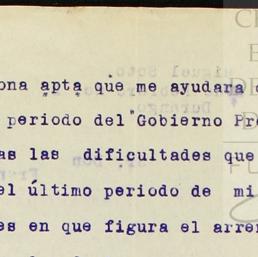 ona apta que me ayudara
periodo del Gobierno Pr
as las dificultades que
el último periodo de mi
es en que figura el arre